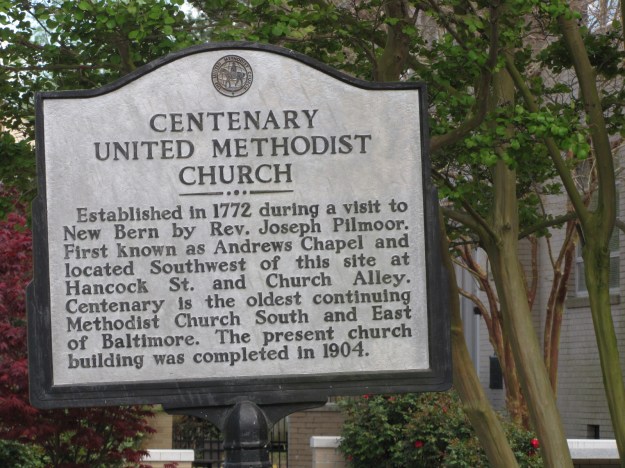 CENTENARY
UNITED METHODIST
CHURCH
Established in 1772 during a visit to
New Bern by Rev. Joseph Pilmoor.
First known as Andrews Chapel and
located Southwest of this site at
Hancock St. and Church Alley.
Centenary is the oldest continuing
Methodist Church South and East
of Baltimore. The present church
building was completed in 1904.